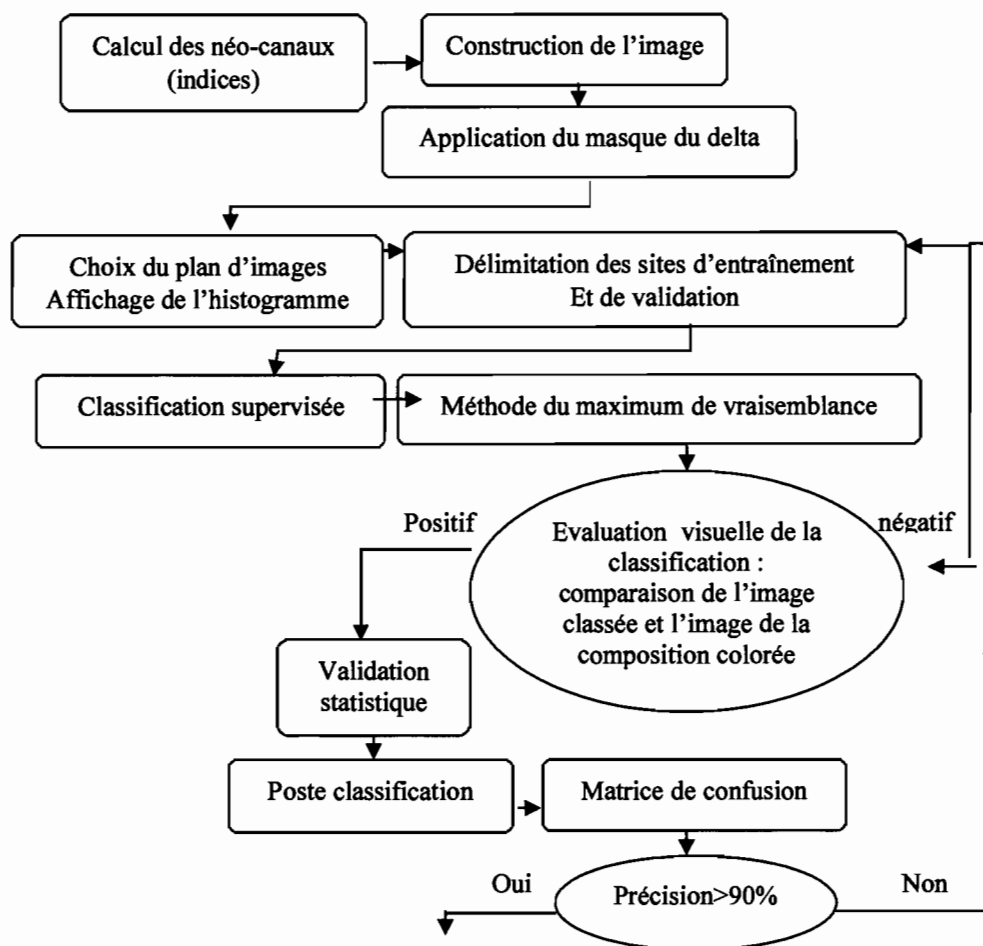 Calcul des néo-canaux
(indices)
Construction de l'image
Application du masque du delta
Choix du plan d'images
Affichage de l'histogramme
Délimitation des sites d'entraînement
Et de validation
Classification supervisée
Méthode du maximum de vraisemblance
Positif
négatif
Evaluation visuelle de la
classification :
comparaison de l'image
classée et l'image de la
composition colorée
Validation
statistique
Poste classification
Matrice de confusion
Oui
Précision>90%
Non